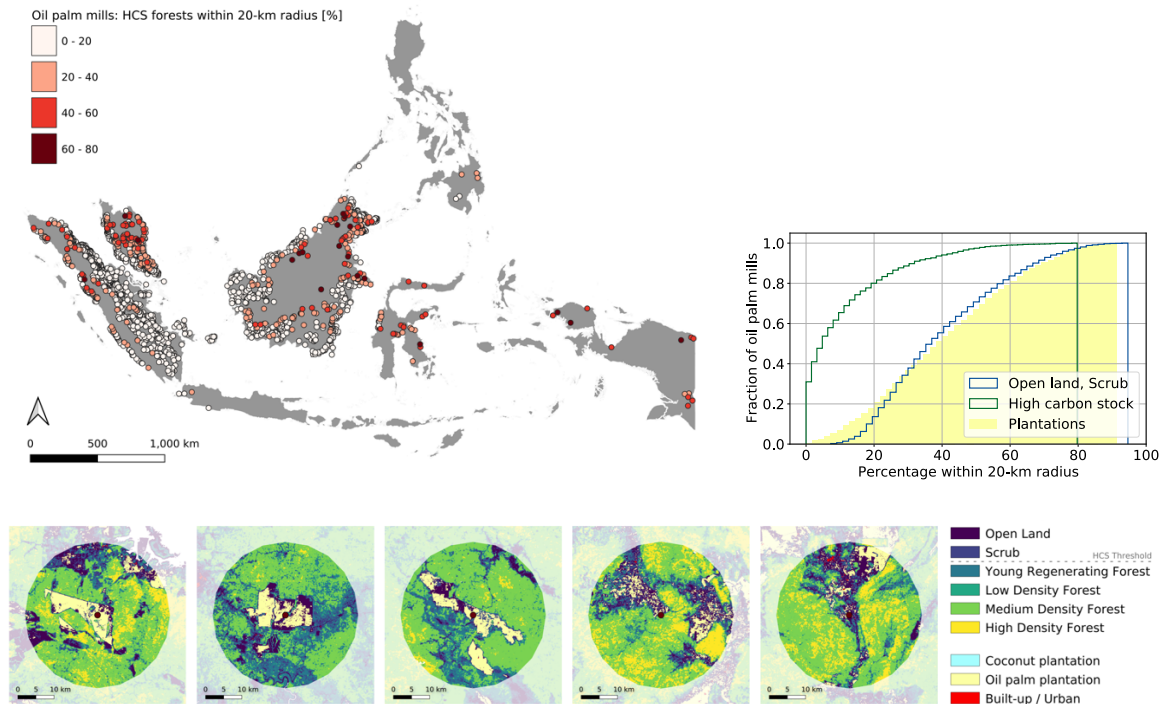 Oil palm mills: HCS forests within 20-km radius [%]
0 - 20
20 - 40
40 - 60
60 - 80
0 500 1,000 km
Fraction of oil palm mills
1.0
0.8
0.6
0.4
0.2
0.0
Open land, Scrub
High carbon stock
Plantations
0 20 40 60 80 100
Percentage within 20-km radius
0 5 10 km
0 5 10 km
0 5 10 km
0 5 10 km
0 5 10 km
Open Land
Scrub
HCS Threshold
Young Regenerating Forest
Low Density Forest
Medium Density Forest
High Density Forest
Coconut plantation
Oil palm plantation
Built-up / Urban